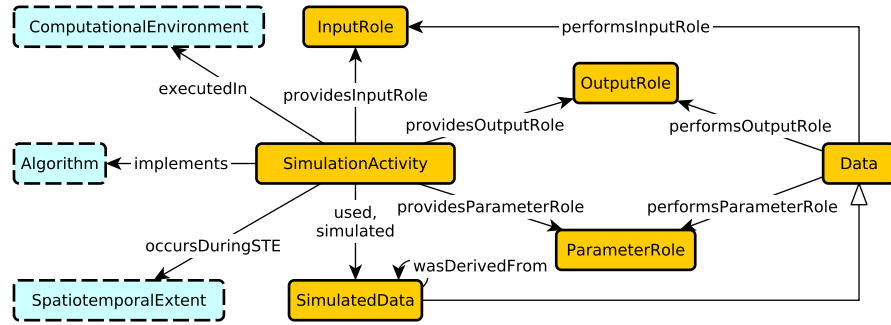 ComputationalEnvironment
InputRole
performsInputRole
OutputRole
executedIn
providesInputRole
providesOutputRole
performsOutputRole
Algorithm
implements
SimulationActivity
Data
used,
simulated
providesParameterRole
performsParameterRole
occursDuringSTE
ParameterRole
wasDerivedFrom
SpatiotemporalExtent
SimulatedData